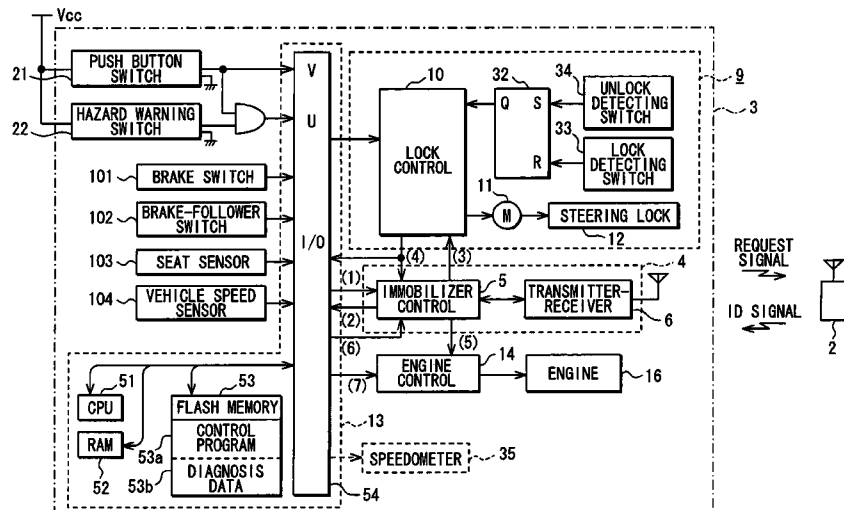 Vcc
PUSH BUTTON
SWITCH
21
HAZARD WARNING
SWITCH
22
V
U
I/O
101
BRAKE SWITCH
102
BRAKE-FOLLOWER
SWITCH
103
SEAT SENSOR
104
VEHICLE SPEED
SENSOR
10
LOCK
CONTROL
32
Q
S
R
34
UNLOCK
DETECTING
SWITCH
33
LOCK
DETECTING
SWITCH
9
3
11
M
STEERING LOCK
12
(4)
(3)
4
(1)
(2)
(6)
IMMOBILIZER
CONTROL
5
TRANSMITTER-
RECEIVER
6
(5)
(7)
ENGINE
CONTROL
14
ENGINE
16
REQUEST
SIGNAL
ID SIGNAL
2
51
CPU
RAM
52
53
FLASH MEMORY
CONTROL
PROGRAM
53a
DIAGNOSIS
DATA
53b
13
SPEEDOMETER
35
54